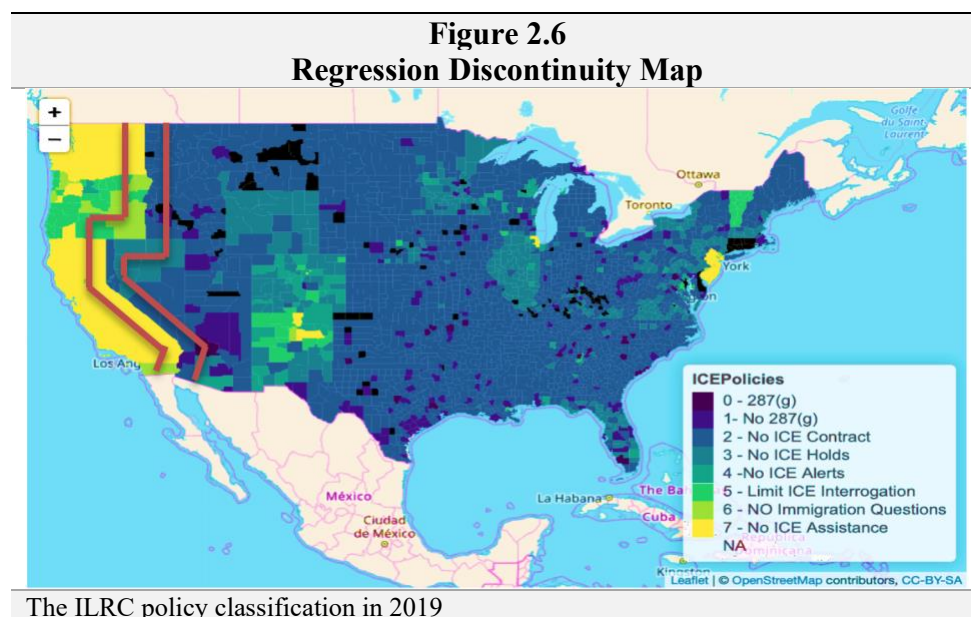 Figure 2.6
Regression Discontinuity Map
+
−
Golfe
du Saint-
Laurent
Ottawa
Toronto
York
Los Ang
ICEPolicies
0 - 287(g)
1- No 287(g)
2 - No ICE Contract
3 - No ICE Holds
4 -No ICE Alerts
5 - Limit ICE Interrogation
6 - NO Immigration Questions
7 - No ICE Assistance
NA
La Habana
The Ba
Cuba
México
Ciudad
de México
Kingston
Leaflet | © OpenStreetMap contributors, CC-BY-SA
The ILRC policy classification in 2019